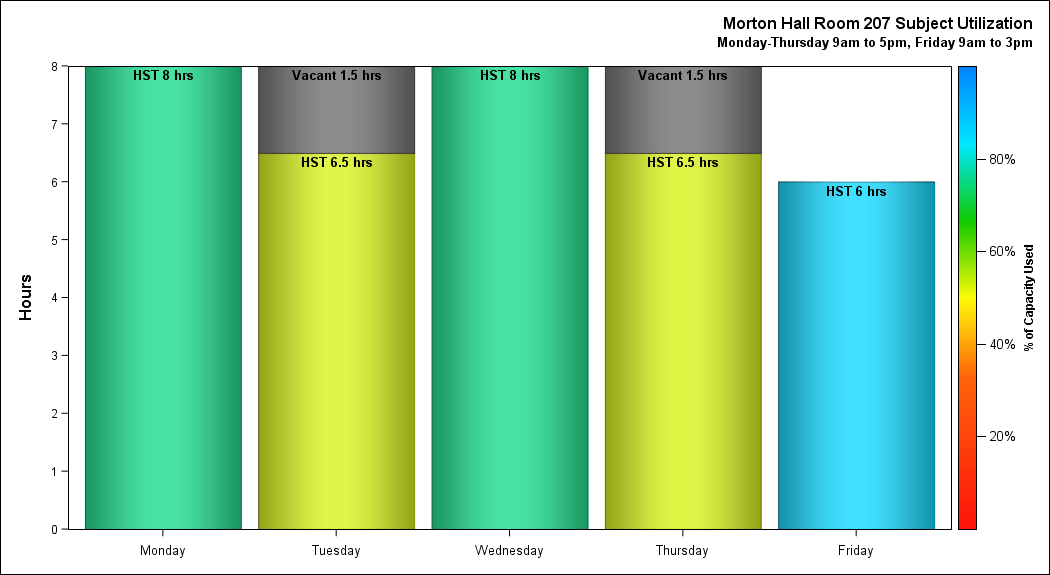 Morton Hall Room 207 Subject Utilization
Monday-Thursday 9am to 5pm, Friday 9am to 3pm
8
7
6
5
4
3
2
1
0
Hours
HST 8 hrs
Vacant 1.5 hrs
HST 6.5 hrs
HST 8 hrs
Vacant 1.5 hrs
HST 6.5 hrs
HST 6 hrs
Monday
Tuesday
Wednesday
Thursday
Friday
80%
60%
40%
20%
% of Capacity Used